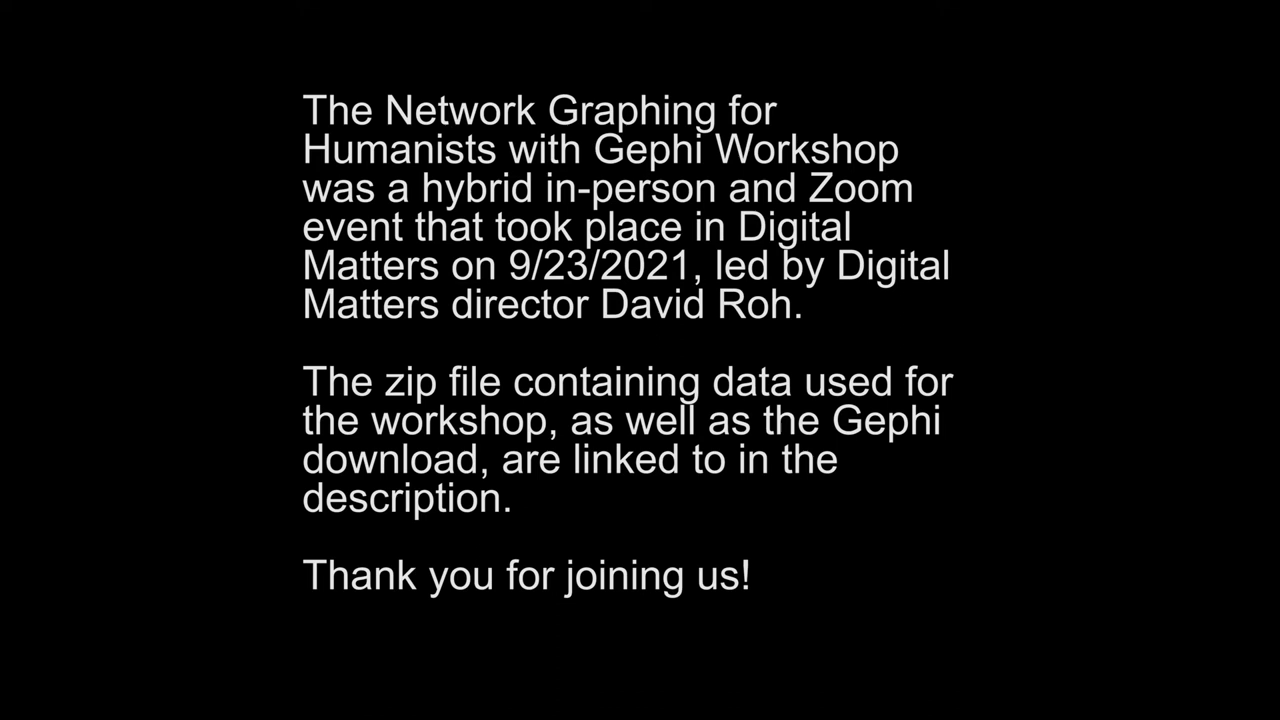 The Network Graphing for
Humanists with Gephi Workshop
was a hybrid in-person and Zoom
event that took place in Digital
Matters on 9/23/2021, led by Digital
Matters director David Roh.
The zip file containing data used for
the workshop, as well as the Gephi
download, are linked to in the
description.
Thank you for joining us!